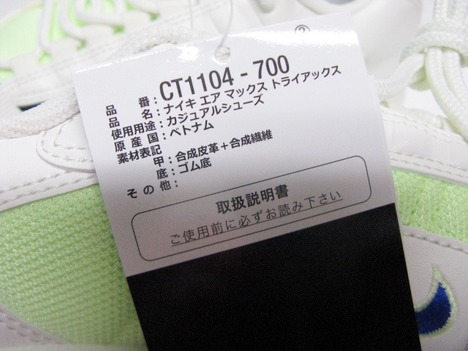 品番：CT1104-700
品名：ナイキ エア マックス トライアックス
使用用途：カジュアルシューズ
原産国：ベトナム
素材表記
甲：合成皮革＋合成繊維
底：ゴム底
その他：
取扱説明書
ご使用前に必ずお読み下さい